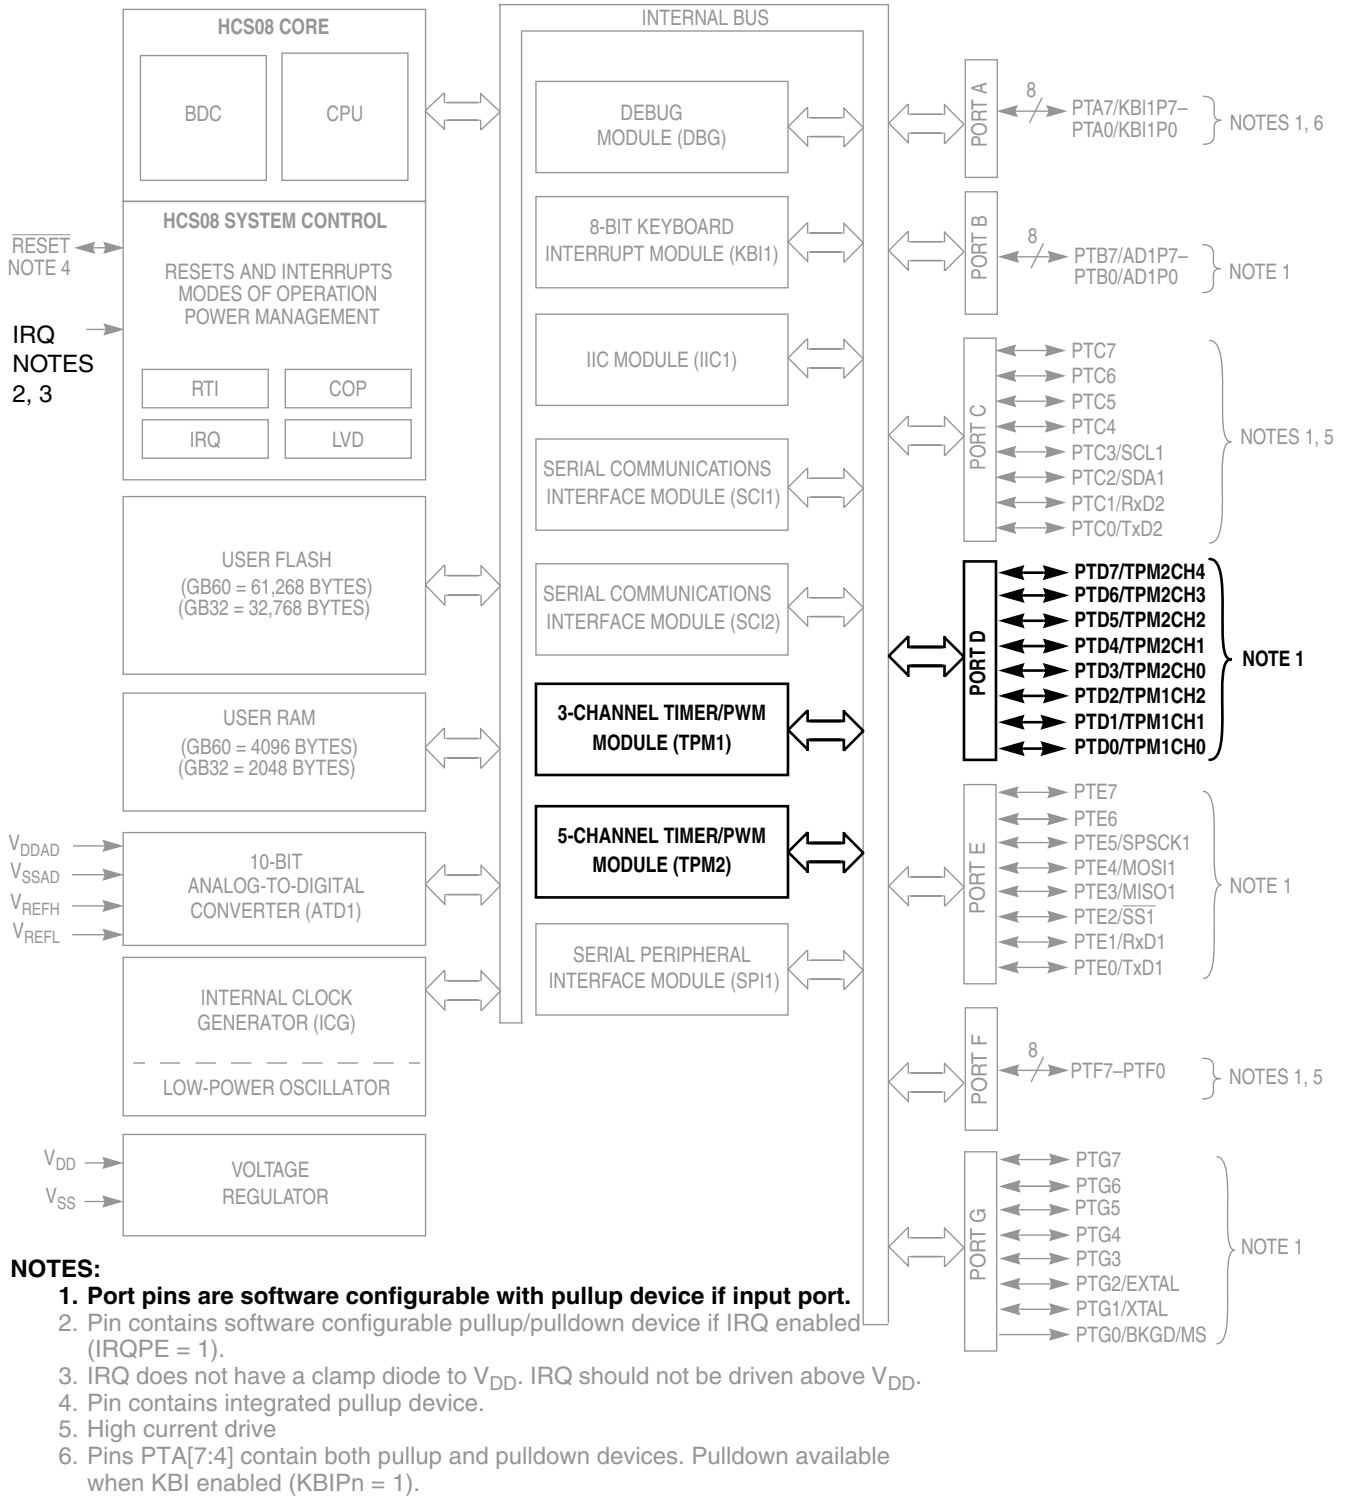 HCS08 CORE
BDC
CPU
HCS08 SYSTEM CONTROL
RESETS AND INTERRUPTS
MODES OF OPERATION
POWER MANAGEMENT
RTI
COP
IRQ
LVD
RESET
NOTE 4
IRQ
NOTES
2, 3
USER FLASH
(GB60 = 61,268 BYTES)
(GB32 = 32,768 BYTES)
USER RAM
(GB60 = 4096 BYTES)
(GB32 = 2048 BYTES)
VDDAD
VSSAD
VREFH
VREFL
10-BIT
ANALOG-TO-DIGITAL
CONVERTER (ATD1)
INTERNAL CLOCK
GENERATOR (ICG)
LOW-POWER OSCILLATOR
VDD
VSS
VOLTAGE
REGULATOR
INTERNAL BUS
DEBUG
MODULE (DBG)
8-BIT KEYBOARD
INTERRUPT MODULE (KBI1)
IIC MODULE (IIC1)
SERIAL COMMUNICATIONS
INTERFACE MODULE (SCI1)
SERIAL COMMUNICATIONS
INTERFACE MODULE (SCI2)
3-CHANNEL TIMER/PWM
MODULE (TPM1)
5-CHANNEL TIMER/PWM
MODULE (TPM2)
SERIAL PERIPHERAL
INTERFACE MODULE (SPI1)
PORT A
8
PTA7/KBI1P7–
PTA0/KBI1P0
NOTES 1, 6
PORT B
8
PTB7/AD1P7–
PTB0/AD1P0
NOTE 1
PORT C
PTC7
PTC6
PTC5
PTC4
PTC3/SCL1
PTC2/SDA1
PTC1/RxD2
PTC0/TxD2
NOTES 1, 5
PORT D
PTD7/TPM2CH4
PTD6/TPM2CH3
PTD5/TPM2CH2
PTD4/TPM2CH1
PTD3/TPM2CH0
PTD2/TPM1CH2
PTD1/TPM1CH1
PTD0/TPM1CH0
NOTE 1
PORT E
PTE7
PTE6
PTE5/SPSCK1
PTE4/MOSI1
PTE3/MISO1
PTE2/SS1
PTE1/RxD1
PTE0/TxD1
NOTE 1
PORT F
8
PTF7–PTF0
NOTES 1, 5
PORT G
PTG7
PTG6
PTG5
PTG4
PTG3
PTG2/EXTAL
PTG1/XTAL
PTG0/BKGD/MS
NOTE 1
NOTES:
1. Port pins are software configurable with pullup device if input port.
2. Pin contains software configurable pullup/pulldown device if IRQ enabled
(IRQPE = 1).
3. IRQ does not have a clamp diode to VDD. IRQ should not be driven above VDD.
4. Pin contains integrated pullup device.
5. High current drive
6. Pins PTA[7:4] contain both pullup and pulldown devices. Pulldown available
when KBI enabled (KBIPn = 1).